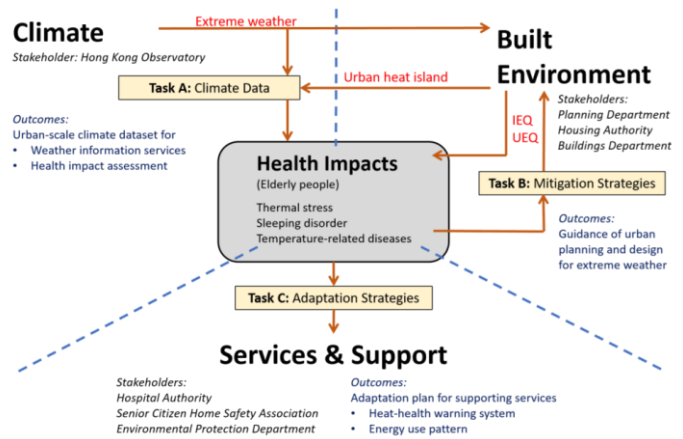 Climate
Stakeholder: Hong Kong Observatory
Extreme weather
Built
Environment
Stakeholders:
Planning Department
Housing Authority
Buildings Department
Task A: Climate Data
Urban heat island
Outcomes:
Urban-scale climate dataset for
• Weather information services
• Health impact assessment
IEQ
UEQ
Health Impacts
(Elderly people)
Thermal stress
Sleeping disorder
Temperature-related diseases
Task B: Mitigation Strategies
Outcomes:
Guidance of urban
planning and design
for extreme weather
Task C: Adaptation Strategies
Services & Support
Stakeholders:
Hospital Authority
Senior Citizen Home Safety Association
Environmental Protection Department
Outcomes:
Adaptation plan for supporting services
• Heat-health warning system
• Energy use pattern